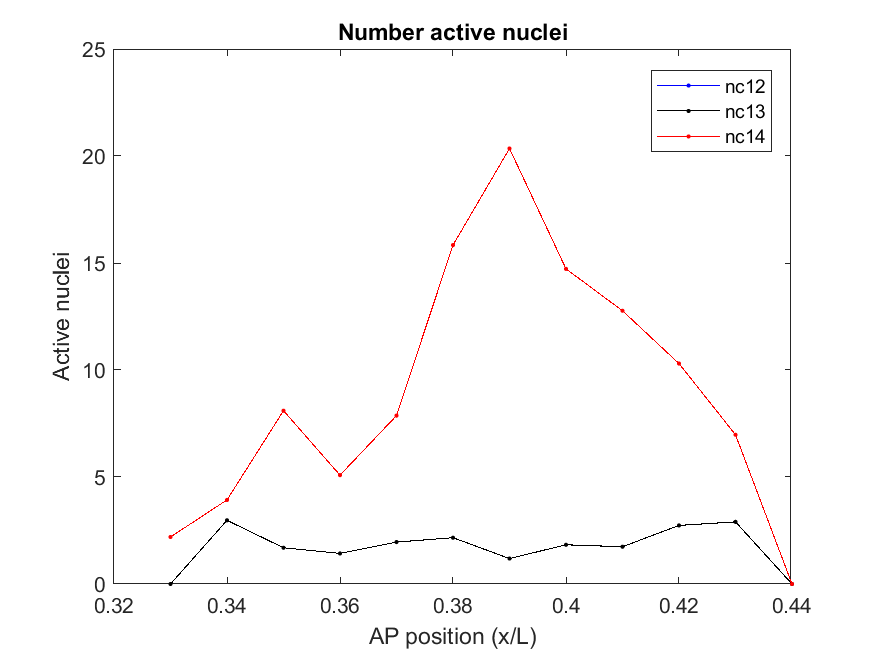 Number active nuclei
25
20
15
10
5
0
Active nuclei
nc12
nc13
nc14
0.32 0.34 0.36 0.38 0.4 0.42 0.44
AP position (x/L)